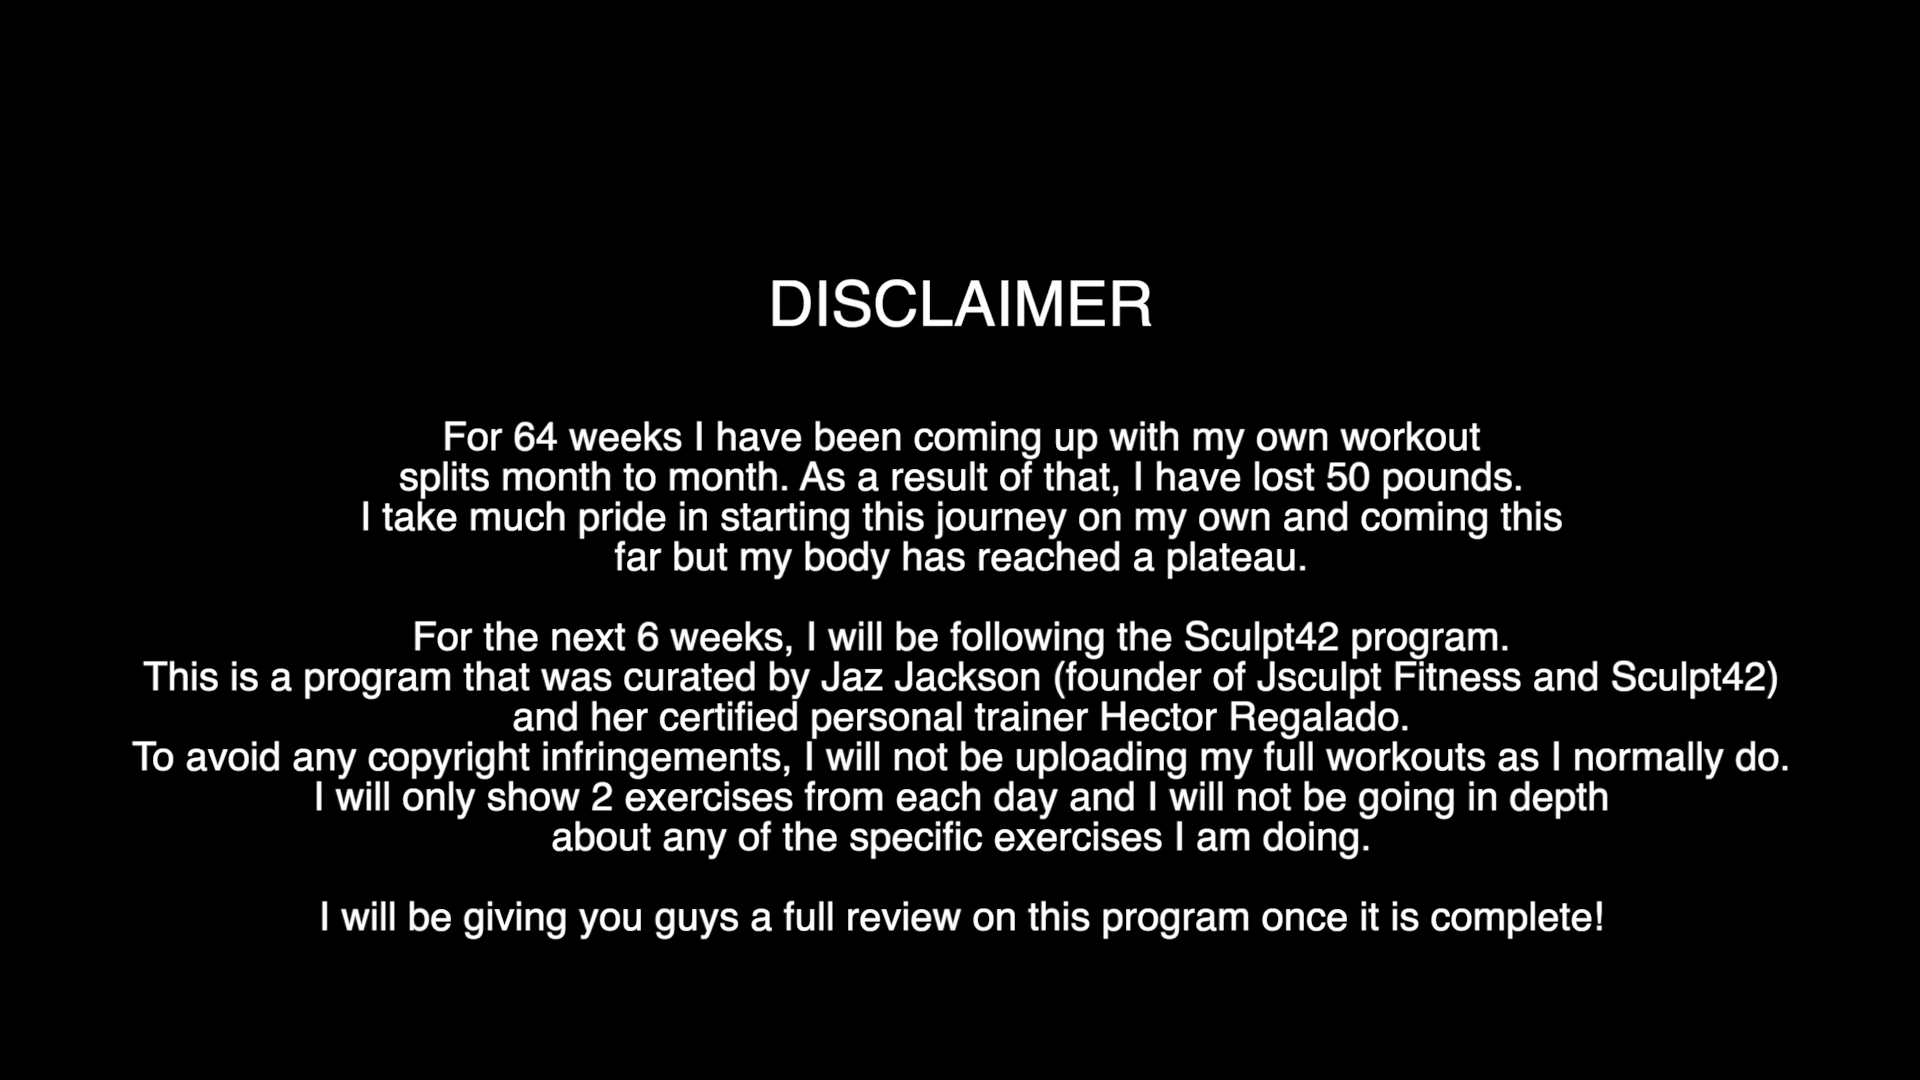 DISCLAIMER
For 64 weeks I have been coming up with my own workout
splits month to month. As a result of that, I have lost 50 pounds.
I take much pride in starting this journey on my own and coming this
far but my body has reached a plateau.
For the next 6 weeks, I will be following the Sculpt42 program.
This is a program that was curated by Jaz Jackson (founder of Jsculpt Fitness and Sculpt42)
and her certified personal trainer Hector Regalado.
To avoid any copyright infringements, I will not be uploading my full workouts as I normally do.
I will only show 2 exercises from each day and I will not be going in depth
about any of the specific exercises I am doing.
I will be giving you guys a full review on this program once it is complete!